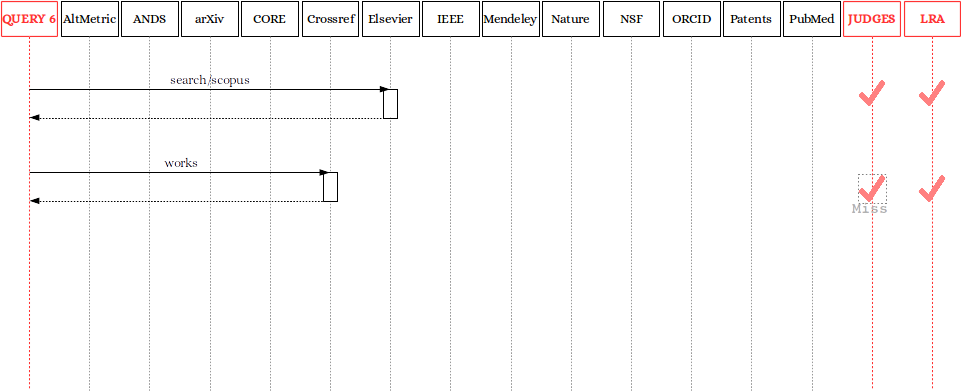 QUERY 6 AltMetric ANDS arXiv CORE Crossref Elsevier IEEE Mendeley Nature NSF ORCID Patents PubMed JUDGES LRA
search/scopus
works
Miss